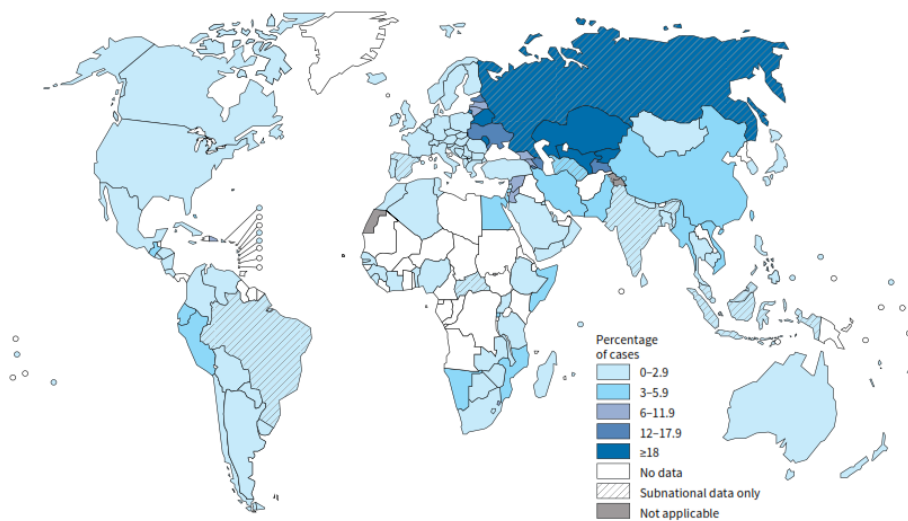 Percentage
of cases
0–2.9
3–5.9
6–11.9
12–17.9
≥18
No data
Subnational data only
Not applicable